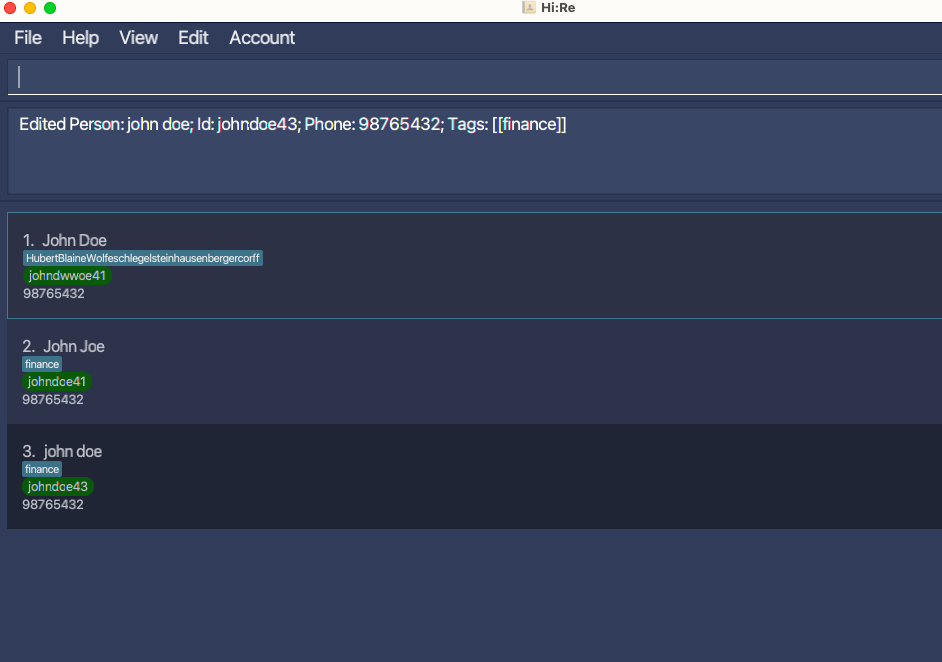 Hi:Re
File Help View Edit Account
Edited Person: john doe; Id: johndoe43; Phone: 98765432; Tags: [[finance]]
1. John Doe
HubertBlaineWolfeschlegelsteinhausenbergercorff
johndwwoe41
98765432
2. John Joe
finance
johndoe41
98765432
3. john doe
finance
johndoe43
98765432